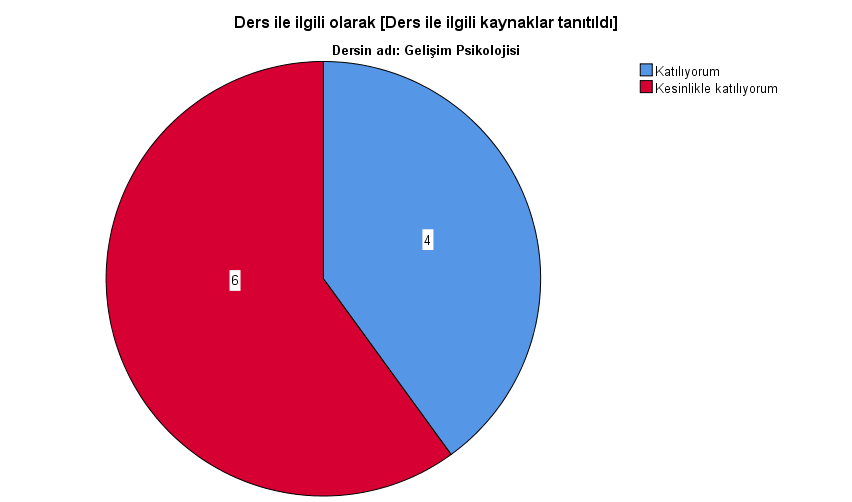 Ders ile ilgili olarak [Ders ile ilgili kaynaklar tanıtıldı]
Dersin adı: Gelişim Psikolojisi
Katılıyorum
Kesinlikle katılıyorum
4
6